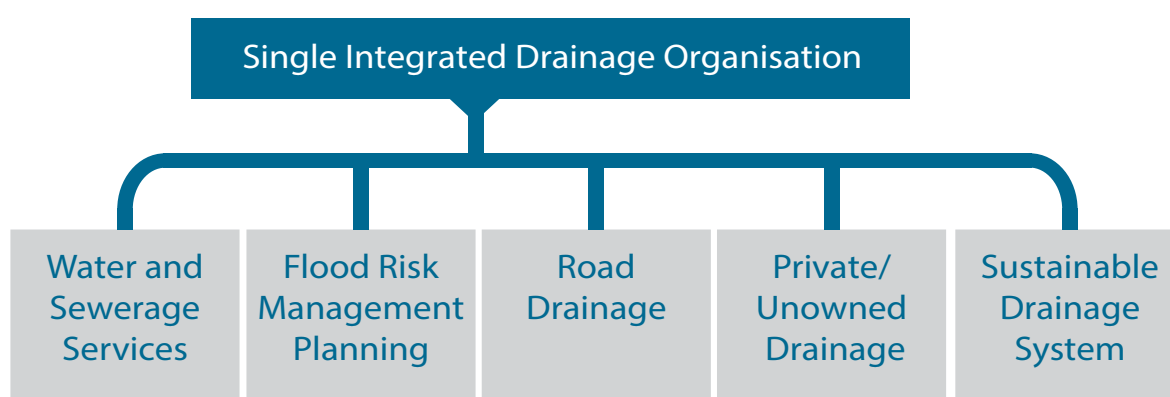 Single Integrated Drainage Organisation
Water and
Sewerage
Services
Flood Risk
Management
Planning
Road
Drainage
Private/
Unowned
Drainage
Sustainable
Drainage
System